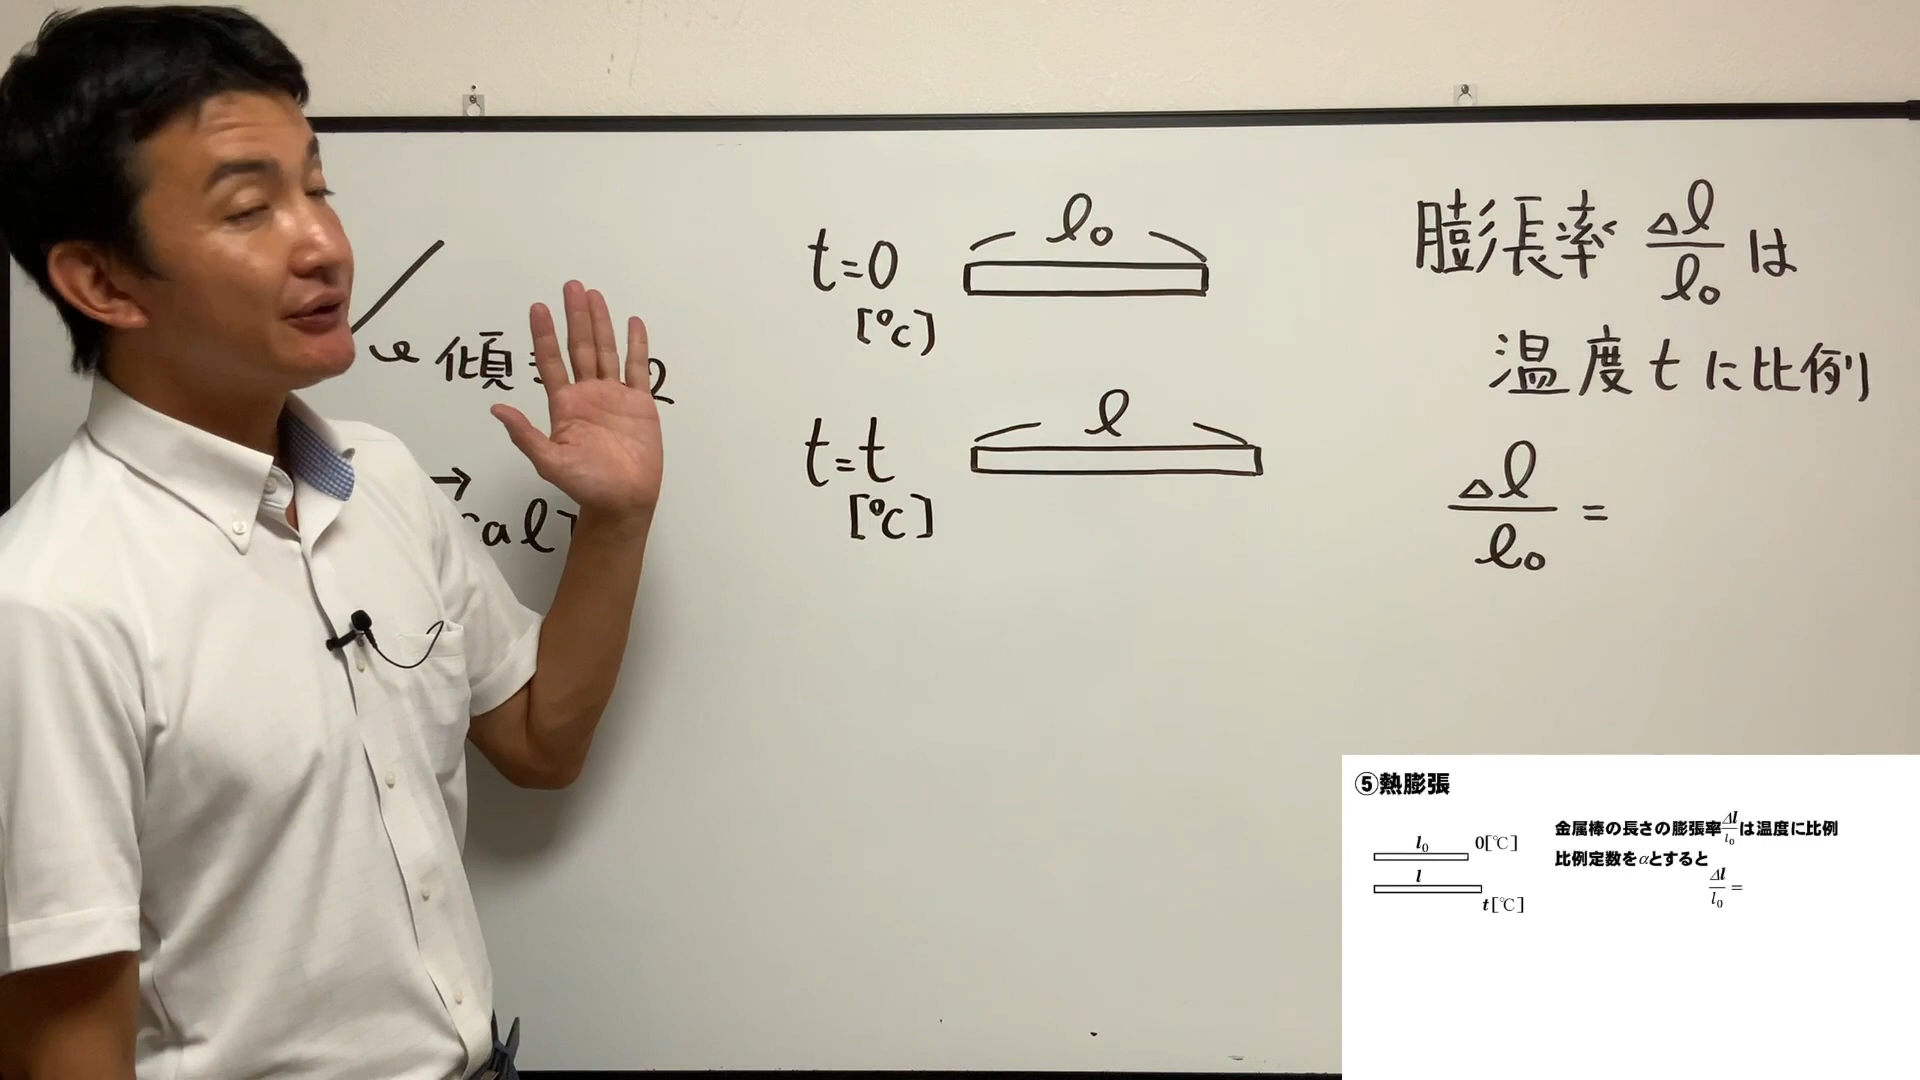 傾
al
t=0
[℃]
l₀
t=t
[℃]
l
膨張率 Δl/l₀ は
温度tに比例
Δl/l₀ =
⑤熱膨張
l₀ 0[℃]
l
t[℃]
金属棒の長さの膨張率Δl/l₀は温度に比例
比例定数をαとすると
Δl/l₀ =